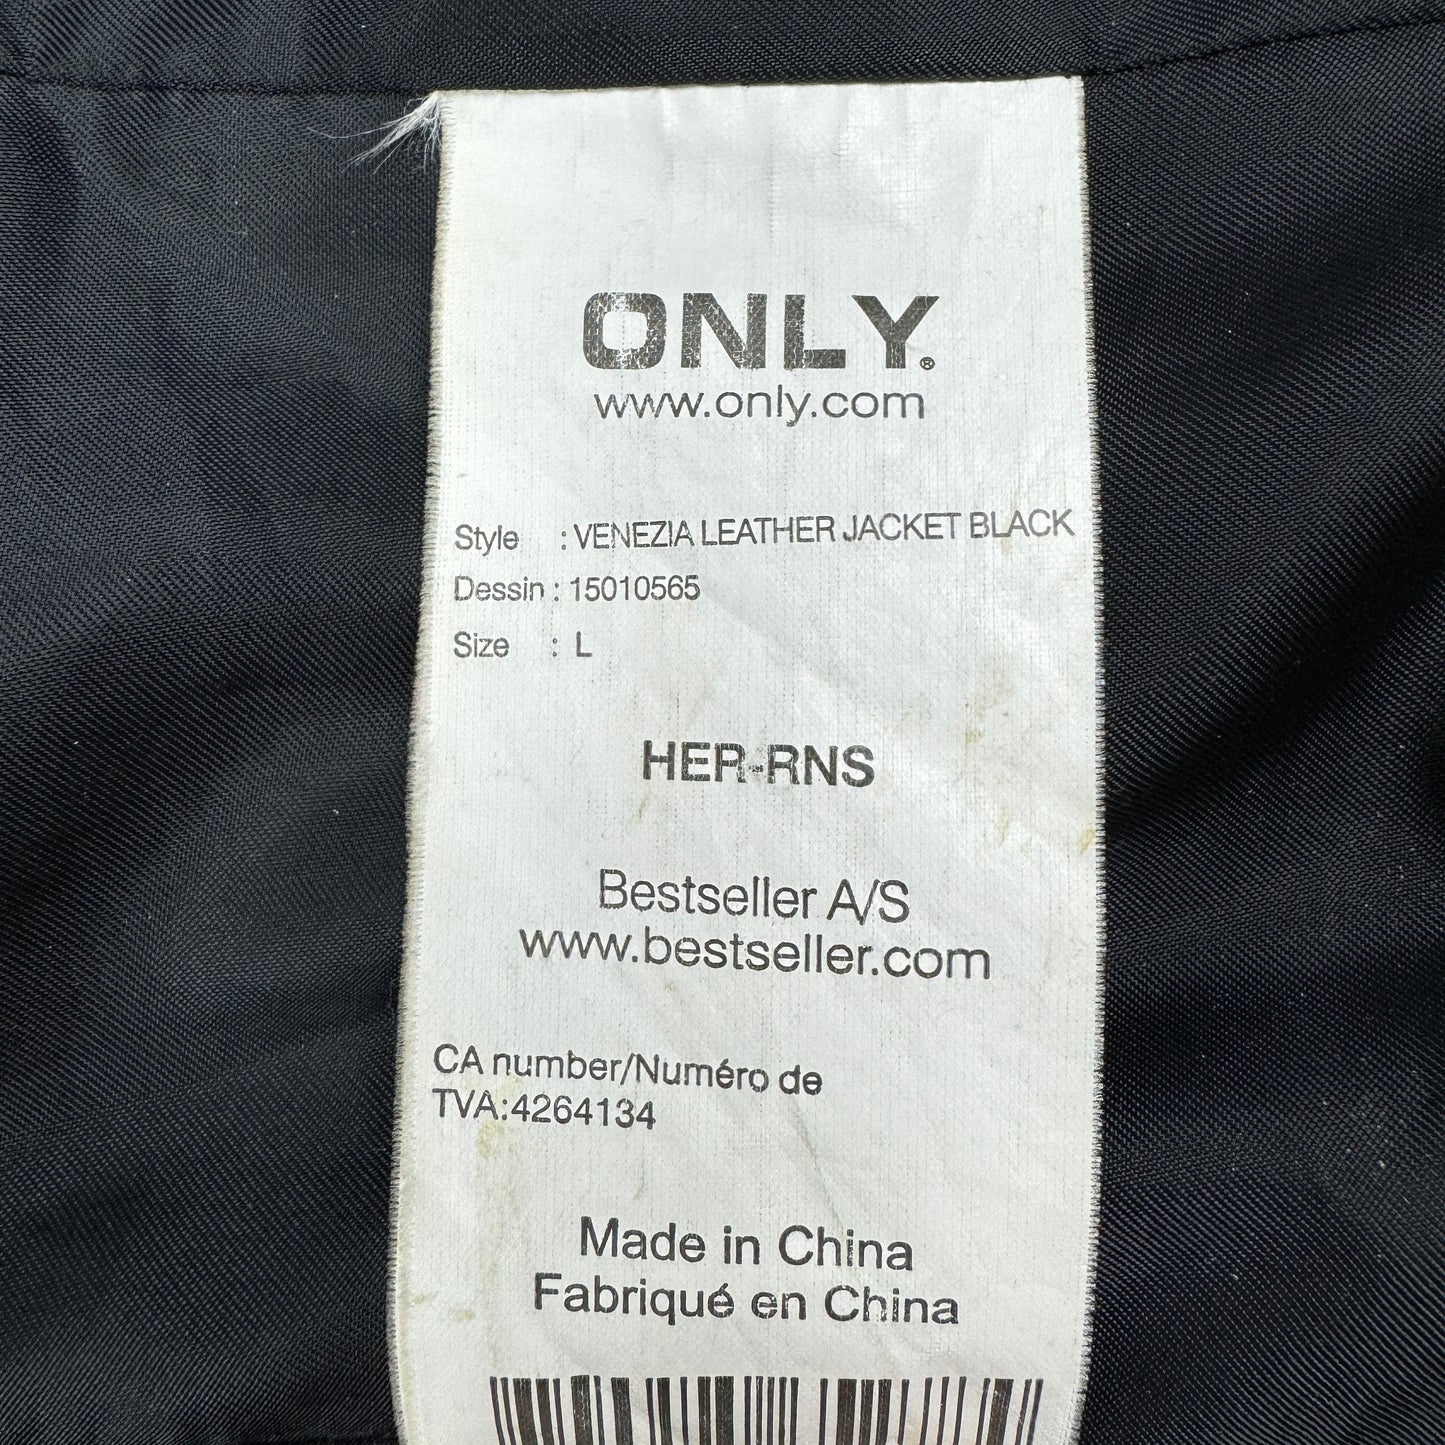 ONLY®
www.only.com
Style : VENEZIA LEATHER JACKET BLACK
Dessin : 15010565
Size : L
HER-RNS
Bestseller A/S
www.bestseller.com
CA number/Numéro de
TVA:4264134
Made in China
Fabriqué en China